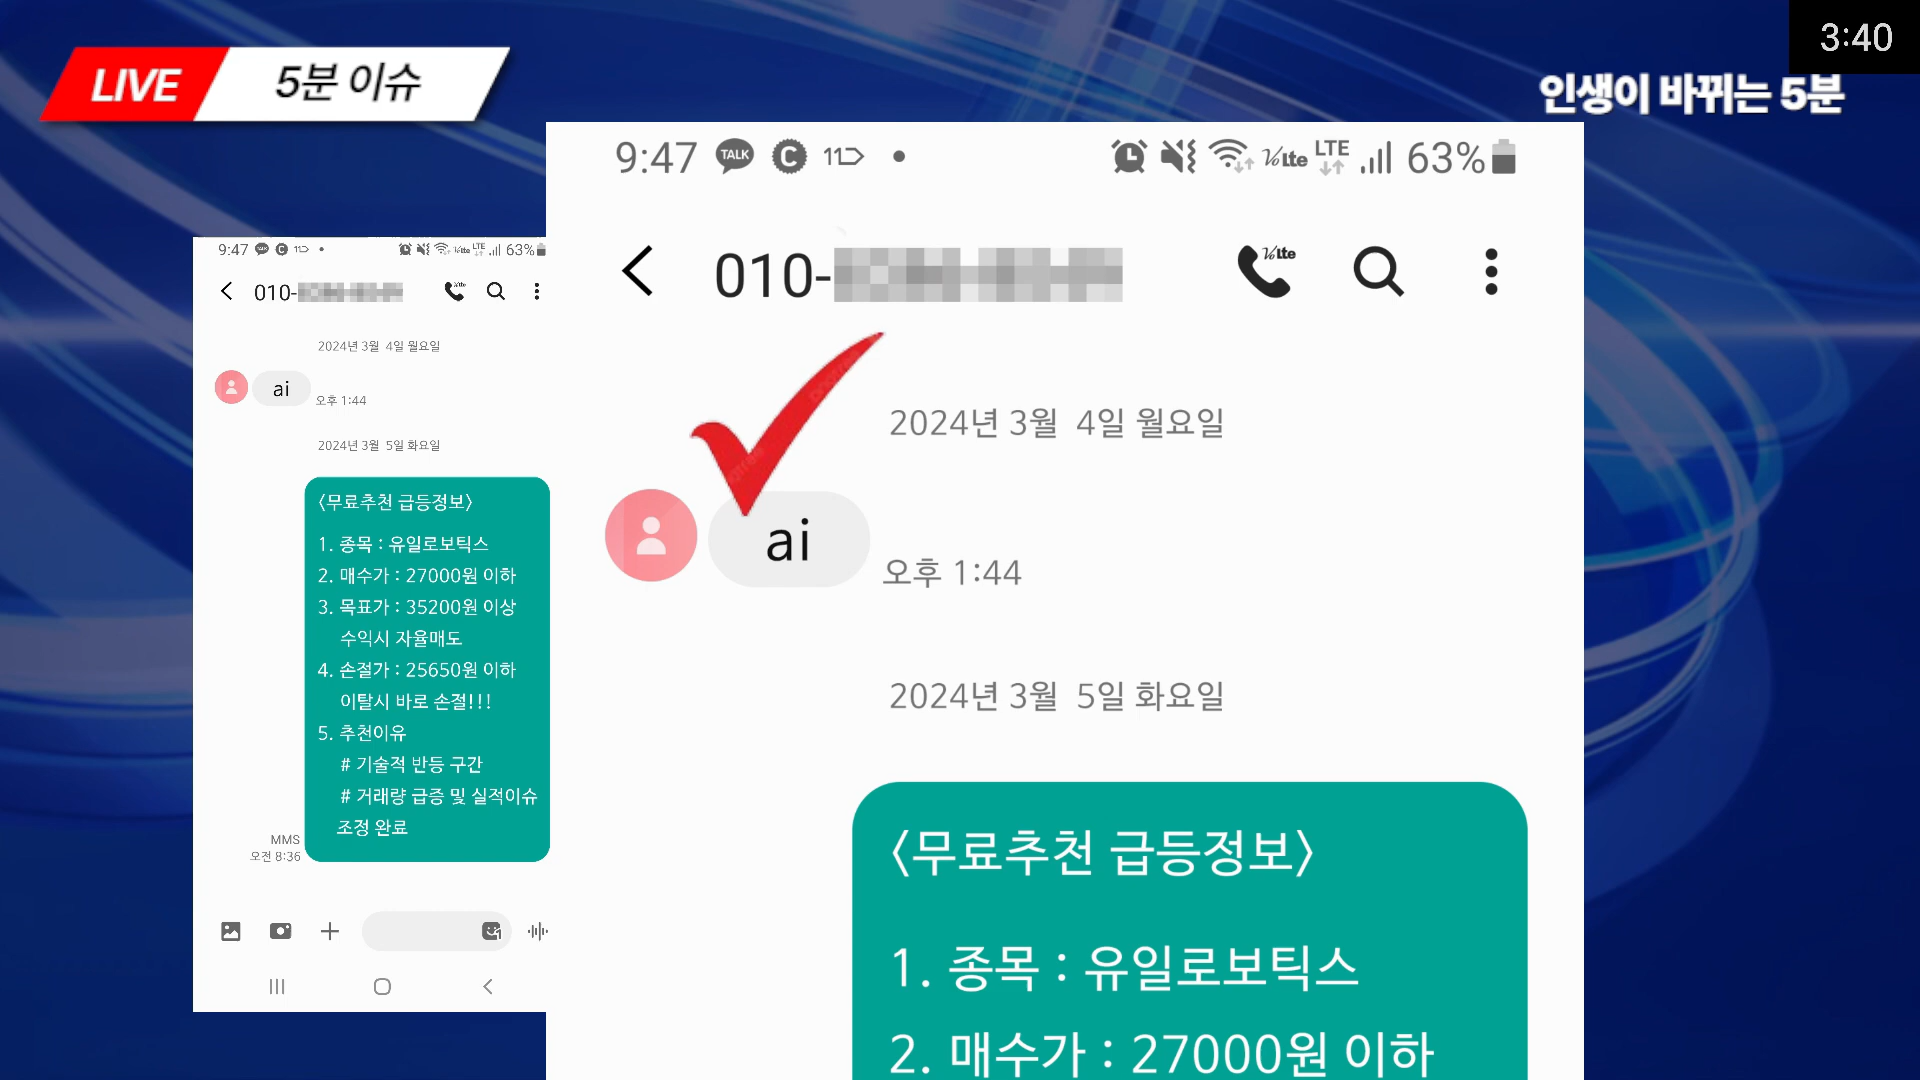 LIVE 5분 이슈
3:40
인생이 바뀌는 5분
9:47 TALK C 11 VoLte LTE 63%
010-
2024년 3월 4일 월요일
ai
오후 1:44
2024년 3월 5일 화요일
〈무료추천 급등정보〉
1. 종목 : 유일로보틱스
2. 매수가 : 27000원 이하
3. 목표가 : 35200원 이상
수익시 자율매도
4. 손절가 : 25650원 이하
이탈시 바로 손절!!!
5. 추천이유
# 기술적 반등 구간
# 거래량 급증 및 실적이슈
조정 완료
MMS
오전 8:36
9:47 TALK C 11 VoLte LTE 63%
010-
VoLte
2024년 3월 4일 월요일
ai
오후 1:44
2024년 3월 5일 화요일
〈무료추천 급등정보〉
1. 종목 : 유일로보틱스
2. 매수가 : 27000원 이하